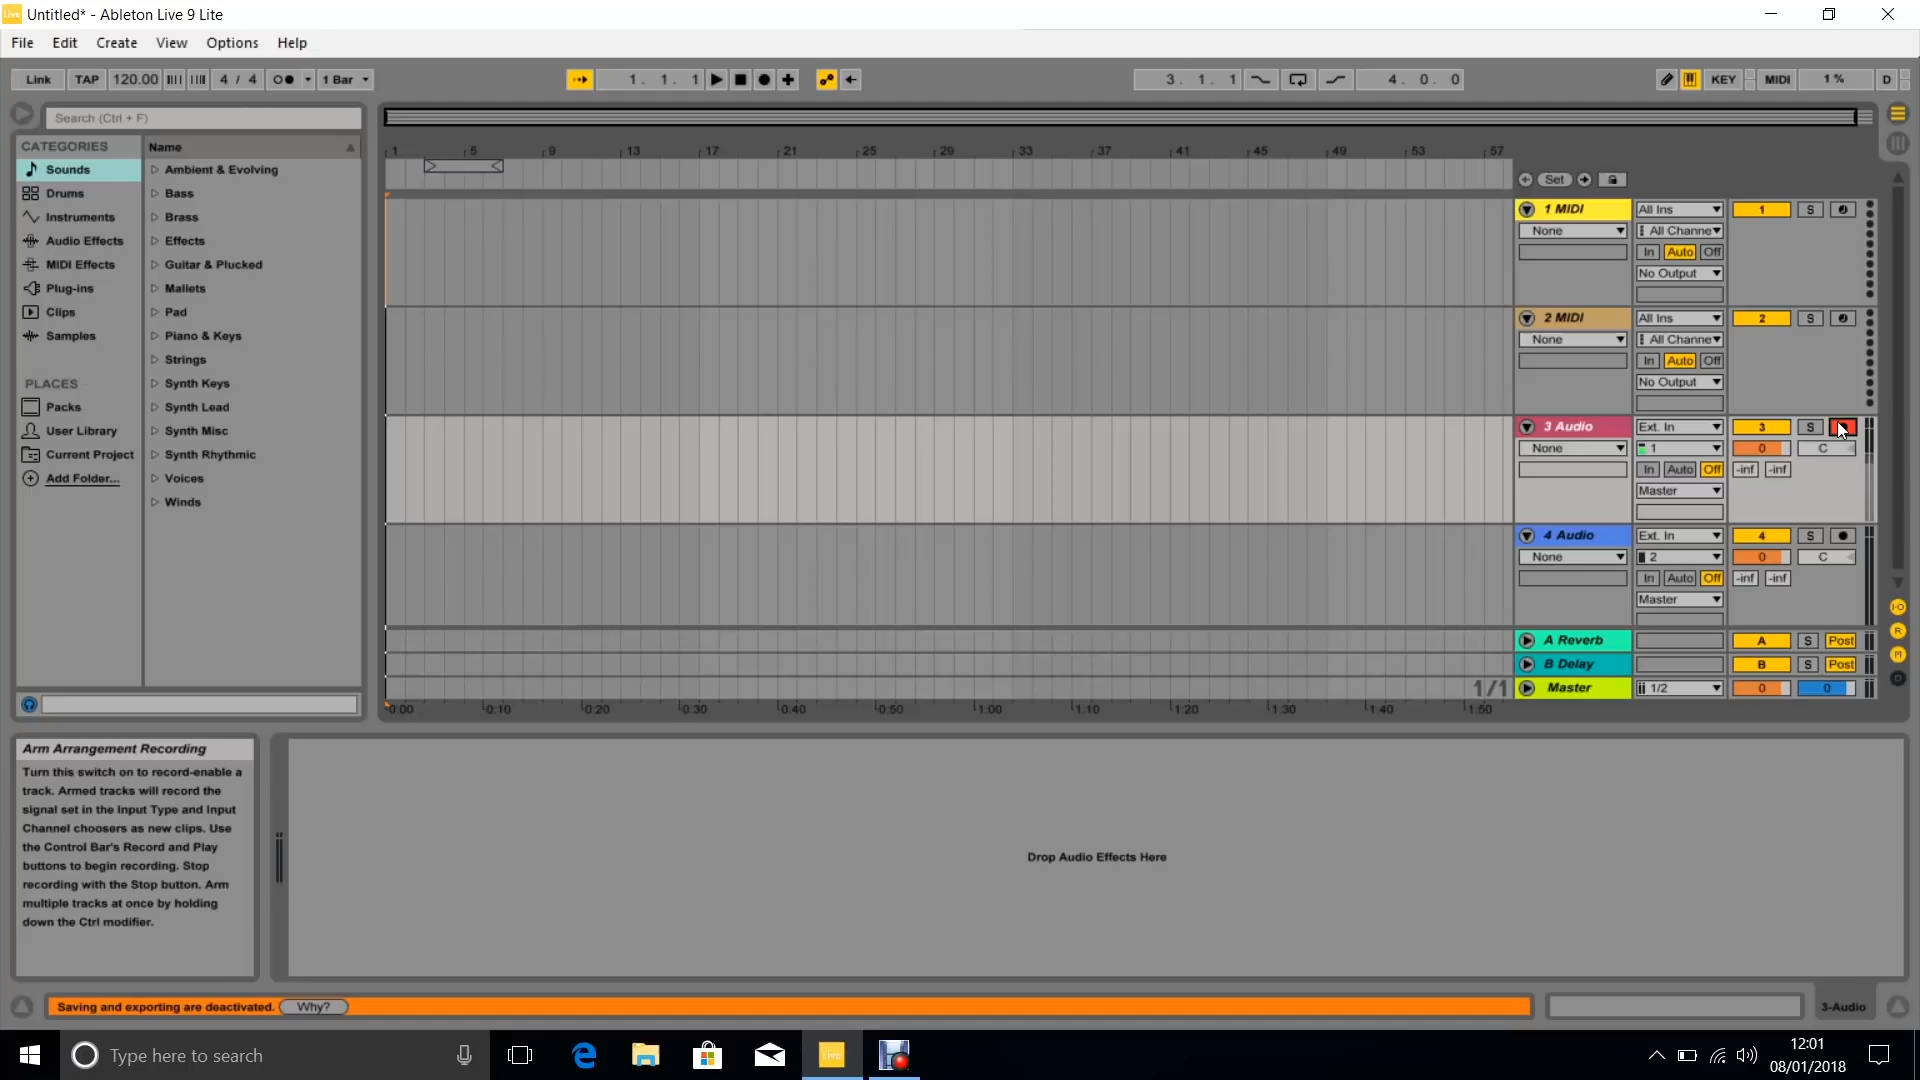 Live Untitled* - Ableton Live 9 Lite
File Edit Create View Options Help
Link TAP 120.00 4 / 4 1 Bar 1. 1. 1 3. 1. 1 4. 0. 0 KEY MIDI 1 % D
Search (Ctrl + F)
CATEGORIES
Sounds
Drums
Instruments
Audio Effects
MIDI Effects
Plug-ins
Clips
Samples
PLACES
Packs
User Library
Current Project
Add Folder...
Name
Ambient & Evolving
Bass
Brass
Effects
Guitar & Plucked
Mallets
Pad
Piano & Keys
Strings
Synth Keys
Synth Lead
Synth Misc
Synth Rhythmic
Voices
Winds
1 5 9 13 17 21 25 29 33 37 41 45 49 53 57
Set
1 MIDI All Ins 1 S
None All Channe
In Auto Off
No Output
2 MIDI All Ins 2 S
None All Channe
In Auto Off
No Output
3 Audio Ext. In 3 S
None 1 0 C
In Auto Off -inf -inf
Master
4 Audio Ext. In 4 S
None 2 0 C
In Auto Off -inf -inf
Master
A Reverb A S Post
B Delay B S Post
1/1 Master 1/2 0 0
0:00 0:10 0:20 0:30 0:40 0:50 1:00 1:10 1:20 1:30 1:40 1:50
I-O
R
M
D
Arm Arrangement Recording
Turn this switch on to record-enable a
track. Armed tracks will record the
signal set in the Input Type and Input
Channel choosers as new clips. Use
the Control Bar's Record and Play
buttons to begin recording. Stop
recording with the Stop button. Arm
multiple tracks at once by holding
down the Ctrl modifier.
Drop Audio Effects Here
Saving and exporting are deactivated. Why?
3-Audio
Type here to search
Live
12:01
08/01/2018